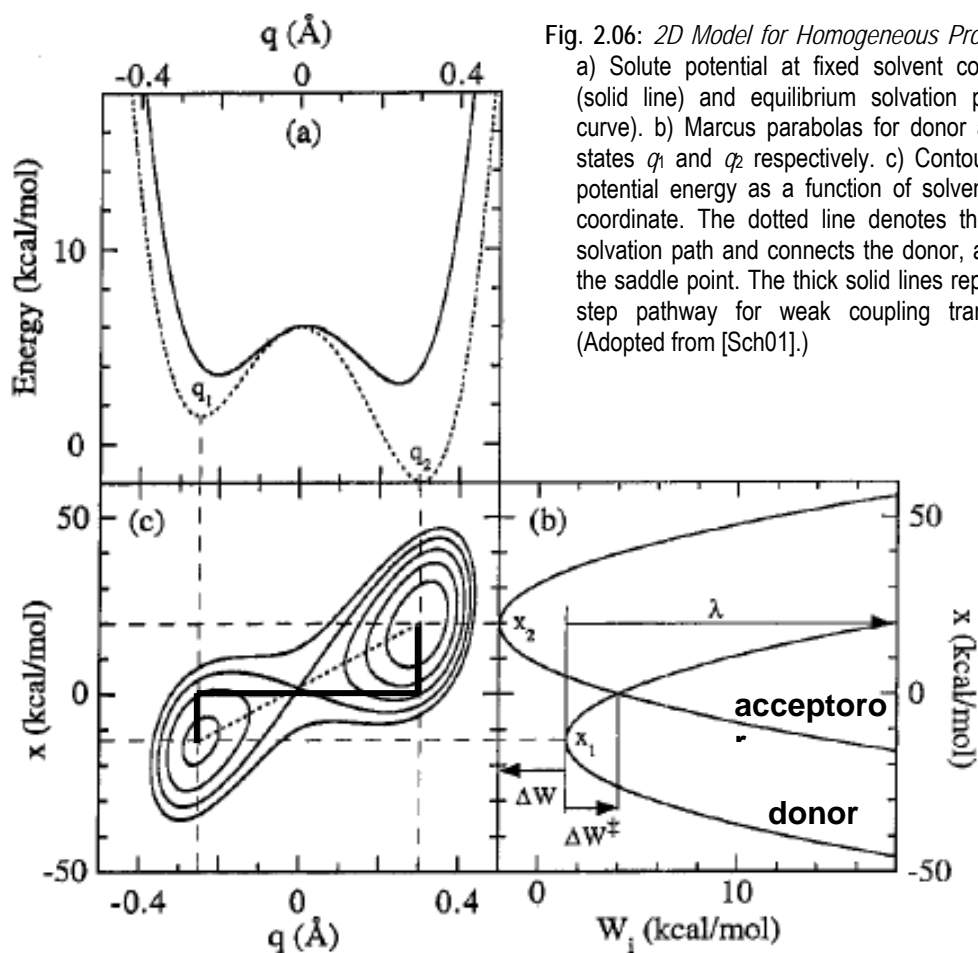 q (Å)
-0.4 0 0.4
(a)
Energy (kcal/mol)
10
0
q1
q2
Fig. 2.06: 2D Model for Homogeneous Pro
a) Solute potential at fixed solvent co
(solid line) and equilibrium solvation p
curve). b) Marcus parabolas for donor
states q1 and q2 respectively. c) Contou
potential energy as a function of solven
coordinate. The dotted line denotes th
solvation path and connects the donor, a
the saddle point. The thick solid lines rep
step pathway for weak coupling tran
(Adopted from [Sch01].)
(c)
x (kcal/mol)
50
0
-50
-0.4 0 0.4
q (Å)
(b)
50
0
-50
x (kcal/mol)
λ
x2
acceptoro
x1
ΔW
ΔW‡
donor
0 10
Wi (kcal/mol)